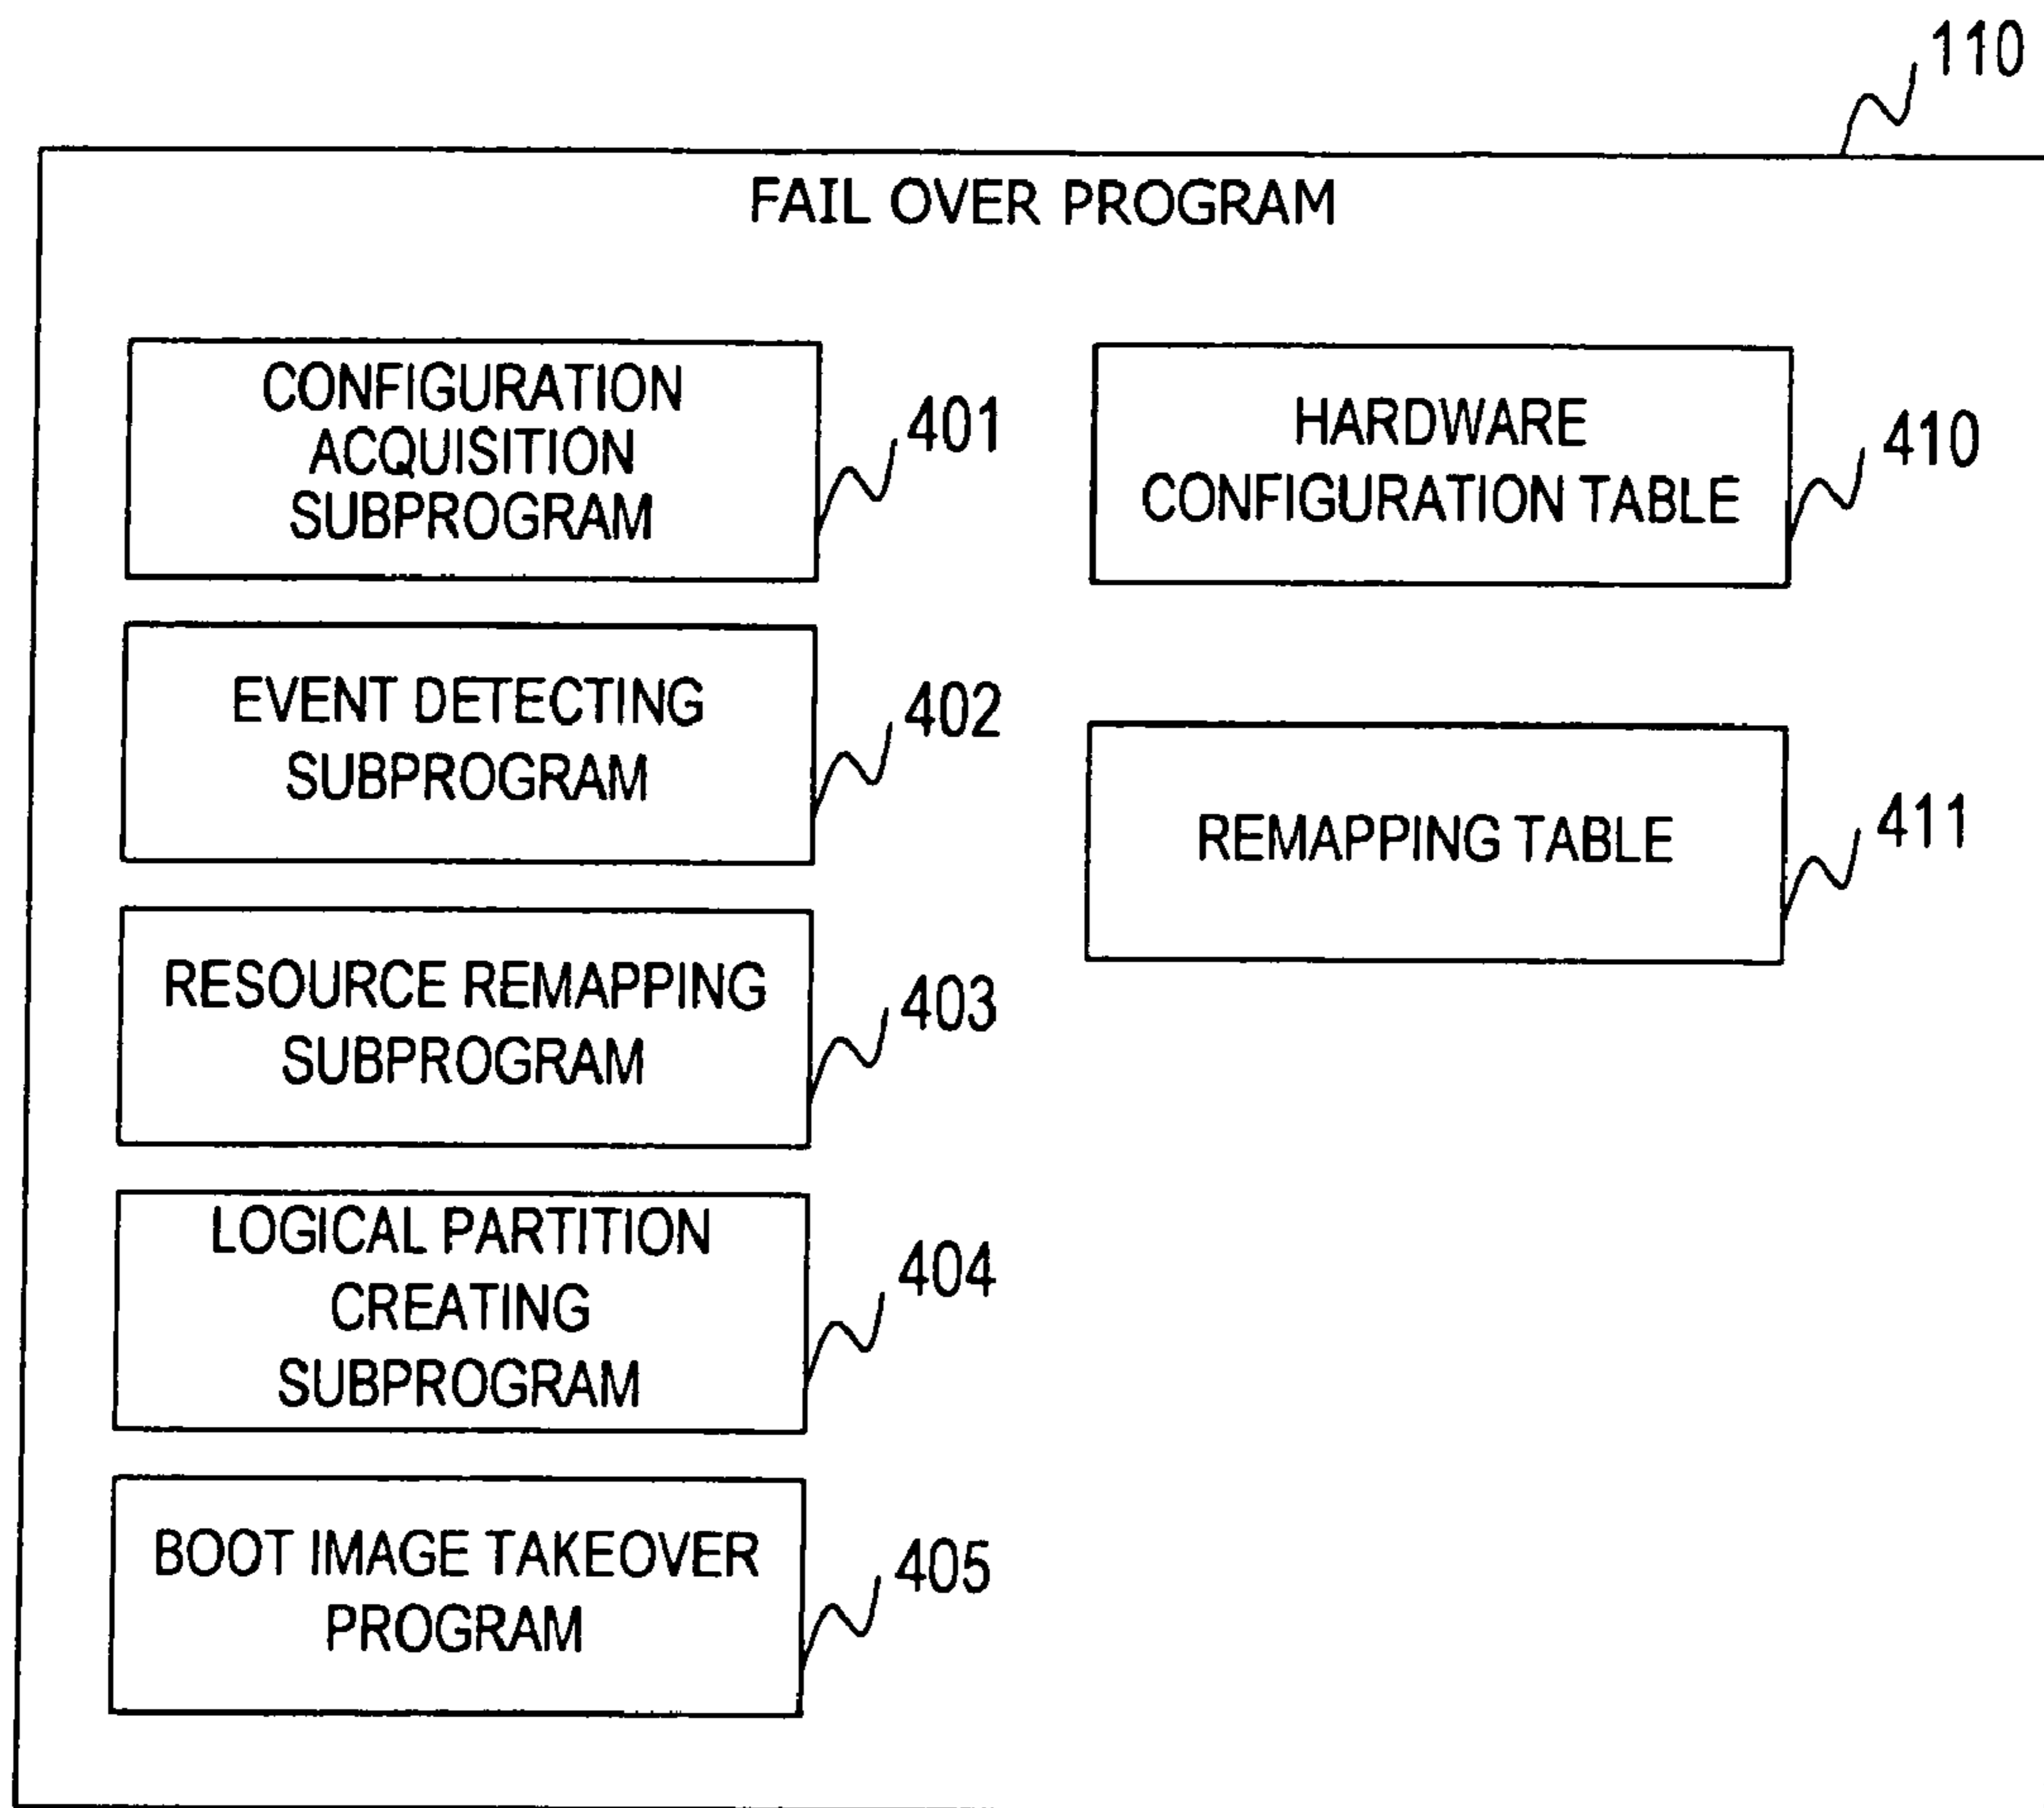 110
FAIL OVER PROGRAM
CONFIGURATION
ACQUISITION
SUBPROGRAM
401
HARDWARE
CONFIGURATION TABLE
410
EVENT DETECTING
SUBPROGRAM
402
REMAPPING TABLE
411
RESOURCE REMAPPING
SUBPROGRAM
403
LOGICAL PARTITION
CREATING
SUBPROGRAM
404
BOOT IMAGE TAKEOVER
PROGRAM
405